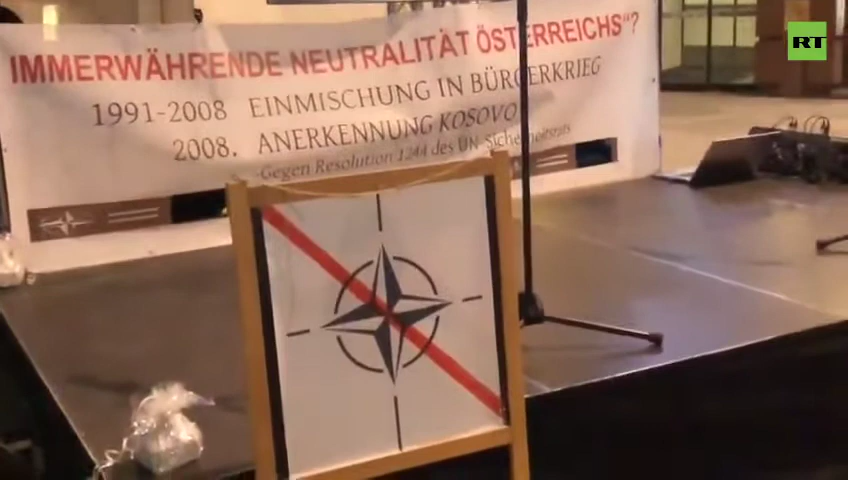 RT
IMMERWÄHRENDE NEUTRALITÄT ÖSTERREICHS"?
1991-2008 EINMISCHUNG IN BÜRGERKRIEG
2008. ANERKENNUNG KOSOVO
-Gegen Resolution 1244 des UN-Sicherheitsrats